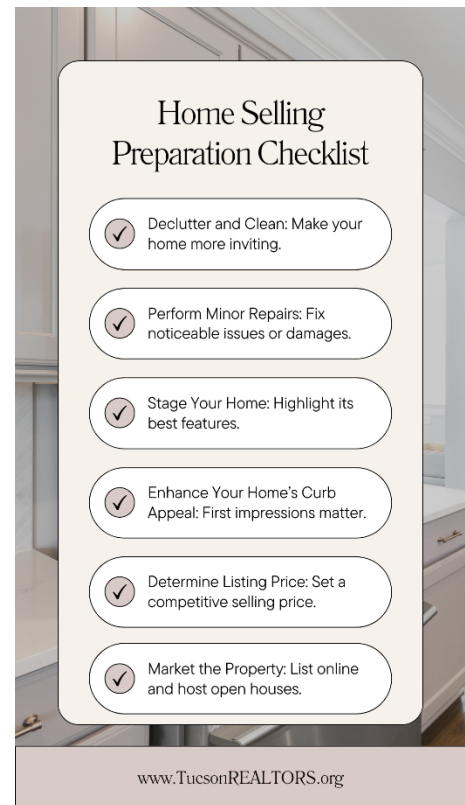 Home Selling
Preparation Checklist
Declutter and Clean: Make your
home more inviting.
Perform Minor Repairs: Fix
noticeable issues or damages.
Stage Your Home: Highlight its
best features.
Enhance Your Home's Curb
Appeal: First impressions matter.
Determine Listing Price: Set a
competitive selling price.
Market the Property: List online
and host open houses.
www.TucsonREALTORS.org